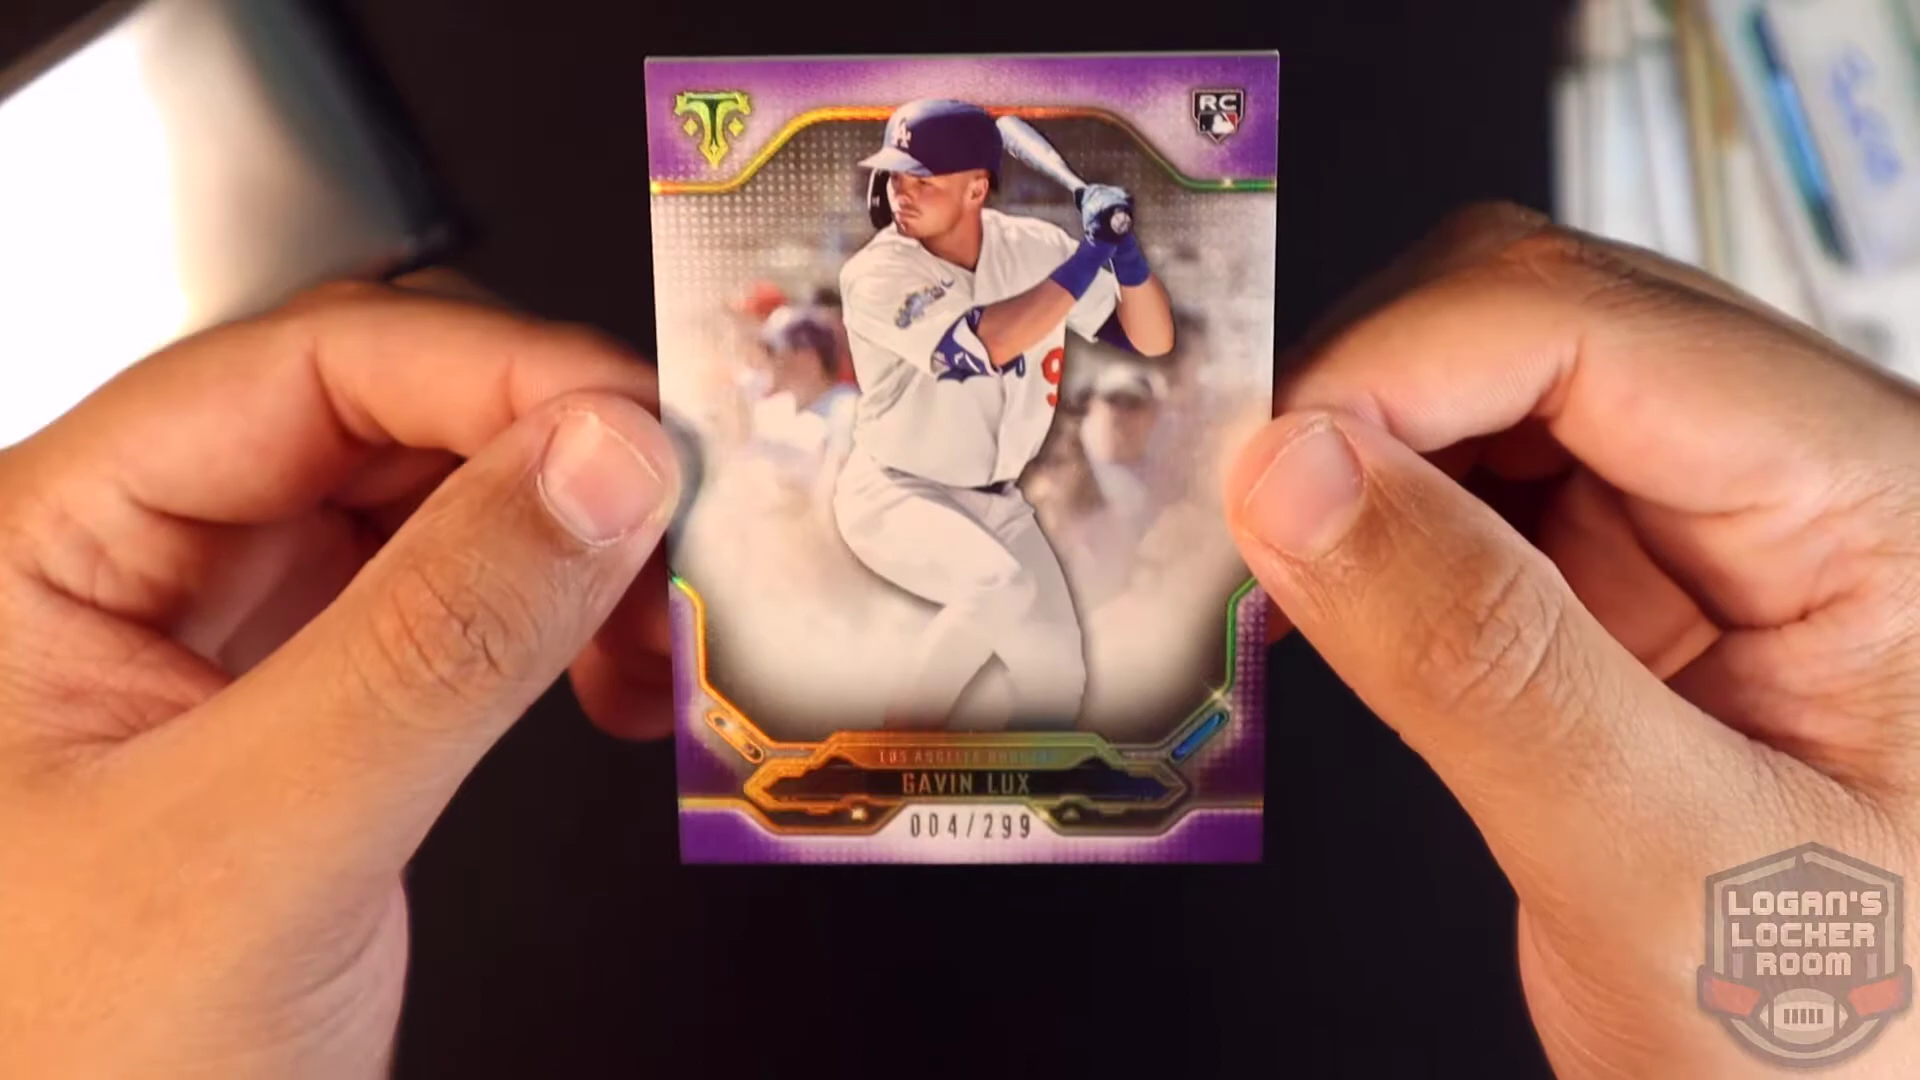 RC
LOS ANGELES DODGERS
GAVIN LUX
004/299
LOGAN'S
LOCKER
ROOM